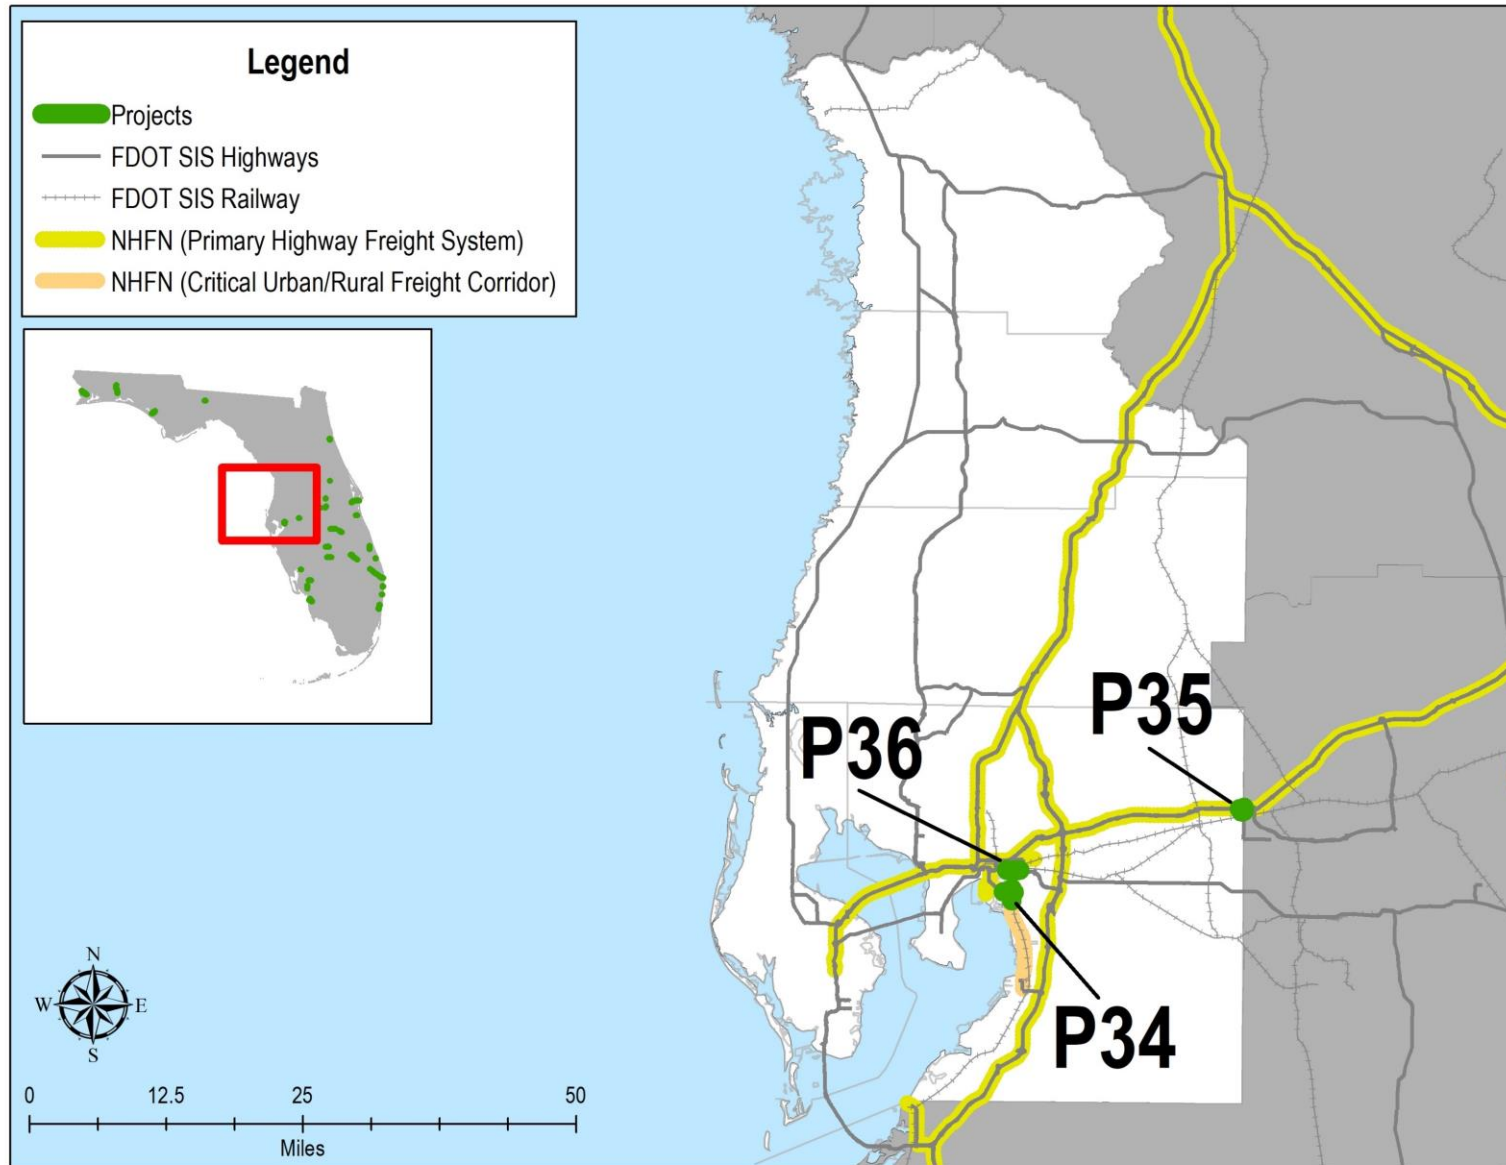 Legend
Projects
FDOT SIS Highways
FDOT SIS Railway
NHFN (Primary Highway Freight System)
NHFN (Critical Urban/Rural Freight Corridor)
P35
P36
P34
N
W E
S
0 12.5 25 50
Miles